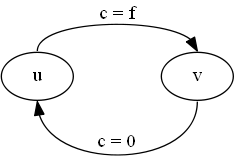 c = f
u
v
c = 0